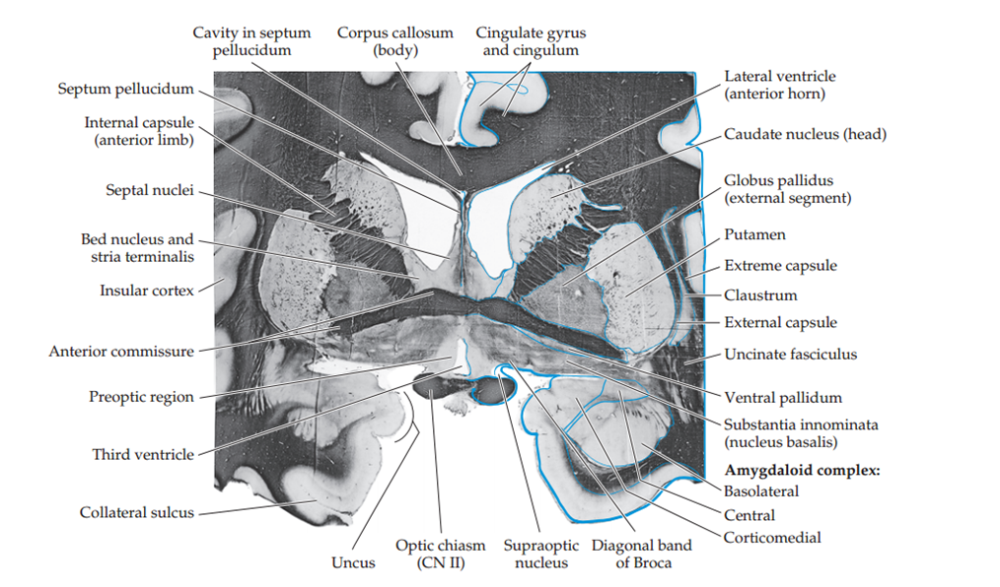 Cavity in septum
pellucidum
Corpus callosum
(body)
Cingulate gyrus
and cingulum
Septum pellucidum
Internal capsule
(anterior limb)
Septal nuclei
Bed nucleus and
stria terminalis
Insular cortex
Anterior commissure
Preoptic region
Third ventricle
Collateral sulcus
Uncus
Optic chiasm
(CN II)
Supraoptic
nucleus
Diagonal band
of Broca
Lateral ventricle
(anterior horn)
Caudate nucleus (head)
Globus pallidus
(external segment)
Putamen
Extreme capsule
Claustrum
External capsule
Uncinate fasciculus
Ventral pallidum
Substantia innominata
(nucleus basalis)
Amygdaloid complex:
Basolateral
Central
Corticomedial